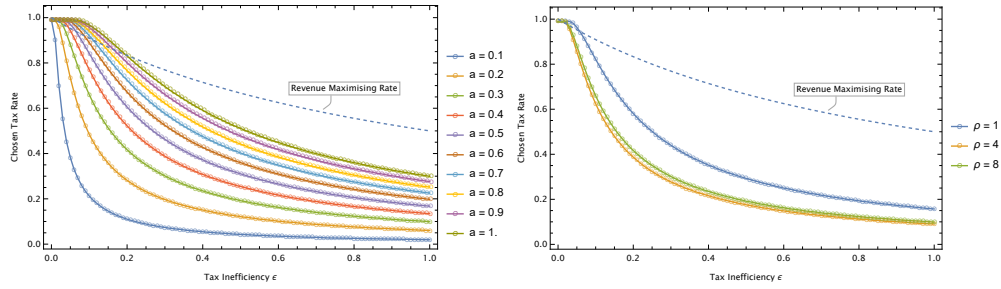 1.0
0.8
0.6
0.4
0.2
0.0
Chosen Tax Rate
0.0 0.2 0.4 0.6 0.8 1.0
Tax Inefficiency ϵ
Revenue Maximising Rate
a = 0.1
a = 0.2
a = 0.3
a = 0.4
a = 0.5
a = 0.6
a = 0.7
a = 0.8
a = 0.9
a = 1.
1.0
0.8
0.6
0.4
0.2
0.0
Chosen Tax Rate
0.0 0.2 0.4 0.6 0.8 1.0
Tax Inefficiency ϵ
Revenue Maximising Rate
ρ = 1
ρ = 4
ρ = 8